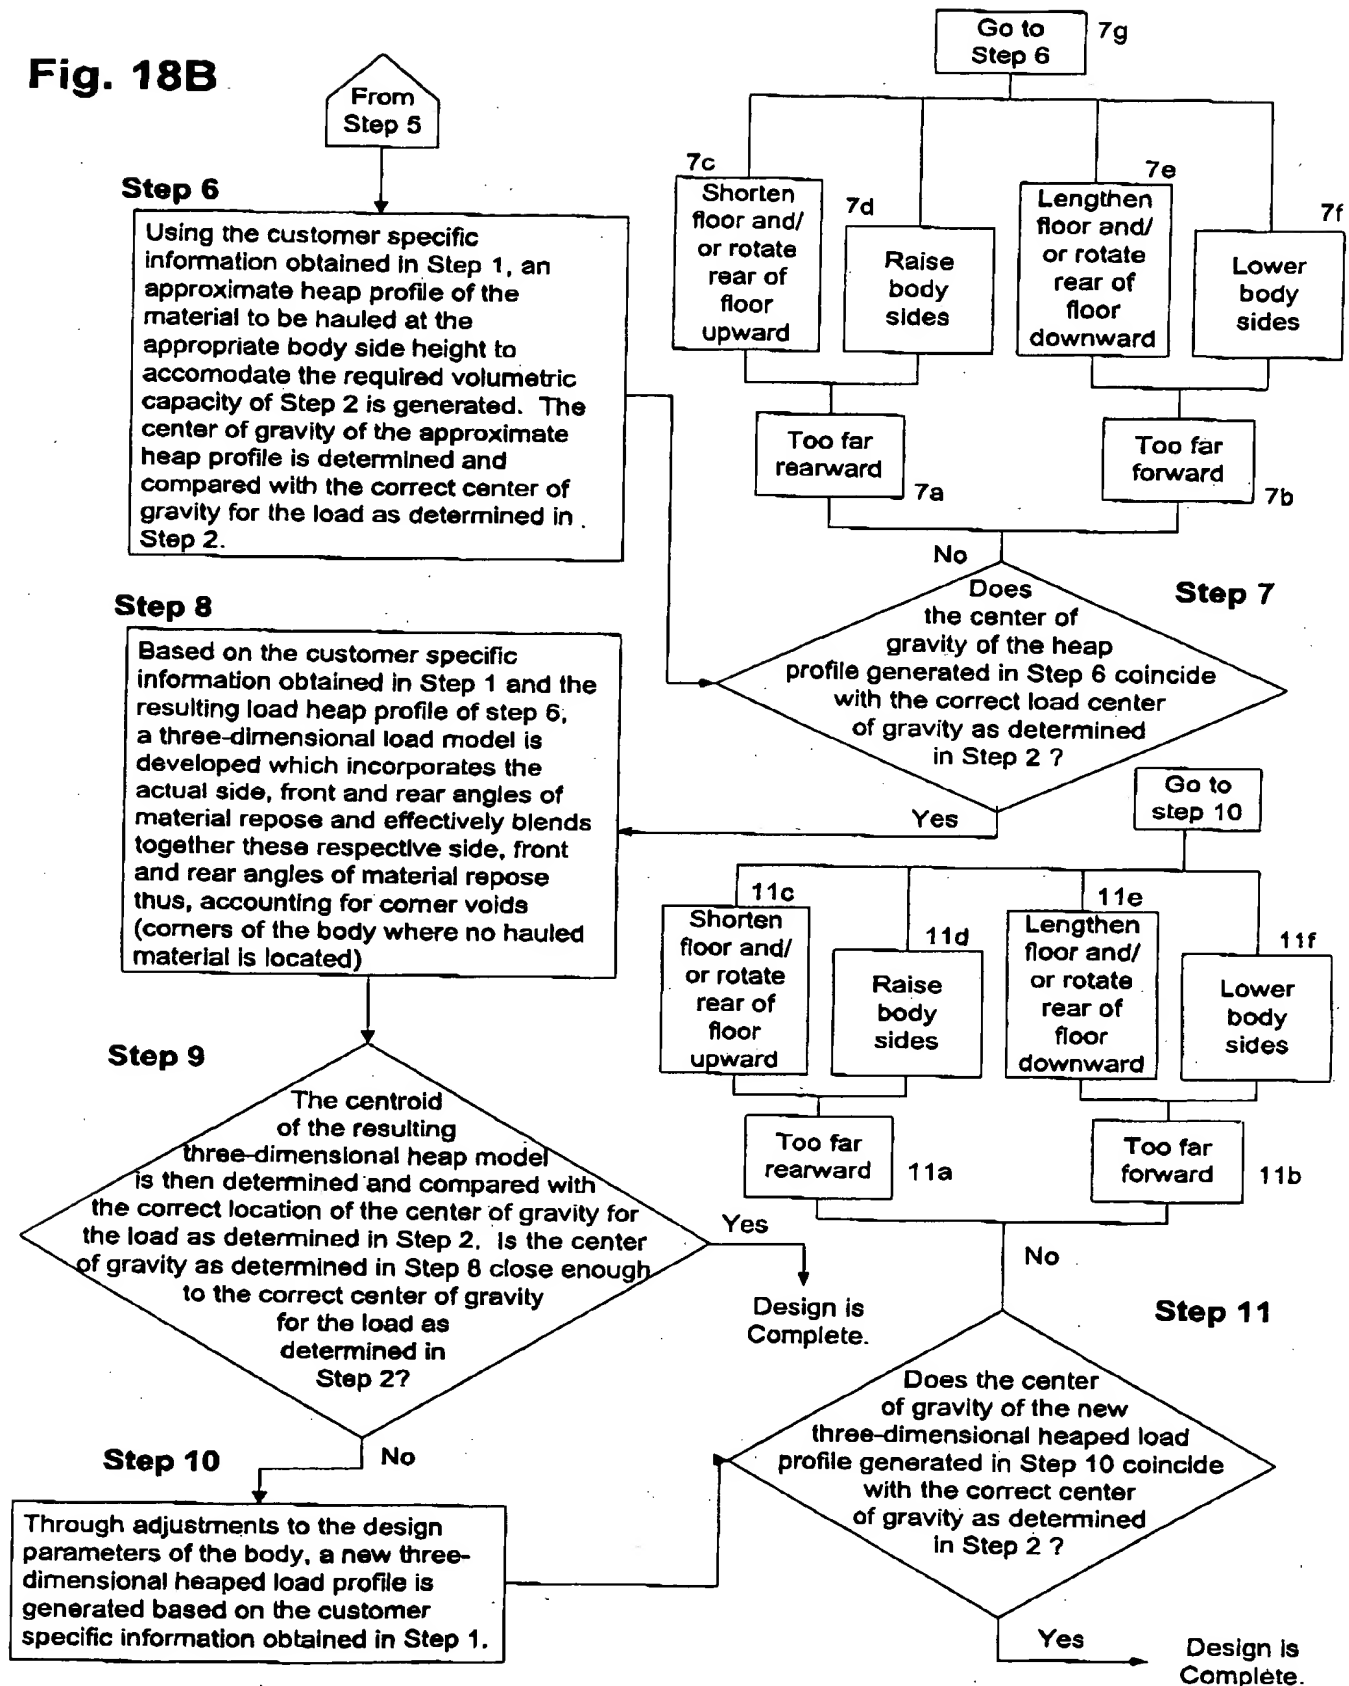 Fig. 18B
From
Step 5
Step 6
Using the customer specific
information obtained in Step 1, an
approximate heap profile of the
material to be hauled at the
appropriate body side height to
accomodate the required volumetric
capacity of Step 2 is generated. The
center of gravity of the approximate
heap profile is determined and
compared with the correct center of
gravity for the load as determined in
Step 2.
Go to
Step 6
7g
7c
Shorten
floor and/
or rotate
rear of
floor
upward
7d
Raise
body
sides
7e
Lengthen
floor and/
or rotate
rear of
floor
downward
7f
Lower
body
sides
Too far
rearward
7a
Too far
forward
7b
No
Step 7
Does
the center of
gravity of the heap
profile generated in Step 6 coincide
with the correct load center
of gravity as determined
in Step 2 ?
Yes
Step 8
Based on the customer specific
information obtained in Step 1 and the
resulting load heap profile of step 6,
a three-dimensional load model is
developed which incorporates the
actual side, front and rear angles of
material repose and effectively blends
together these respective side, front
and rear angles of material repose
thus, accounting for corner voids
(corners of the body where no hauled
material is located)
Go to
step 10
11c
Shorten
floor and/
or rotate
rear of
floor
upward
11d
Raise
body
sides
11e
Lengthen
floor and/
or rotate
rear of
floor
downward
11f
Lower
body
sides
Too far
rearward
11a
Too far
forward
11b
No
Step 9
The centroid
of the resulting
three-dimensional heap model
is then determined and compared with
the correct location of the center of gravity for
the load as determined in Step 2. Is the center
of gravity as determined in Step 8 close enough
to the correct center of gravity
for the load as
determined in
Step 2?
Yes
Design is
Complete.
No
Step 10
Through adjustments to the design
parameters of the body, a new three-
dimensional heaped load profile is
generated based on the customer
specific information obtained in Step 1.
Step 11
Does the center
of gravity of the new
three-dimensional heaped load
profile generated in Step 10 coincide
with the correct center
of gravity as determined
in Step 2 ?
Yes
Design is
Complete.